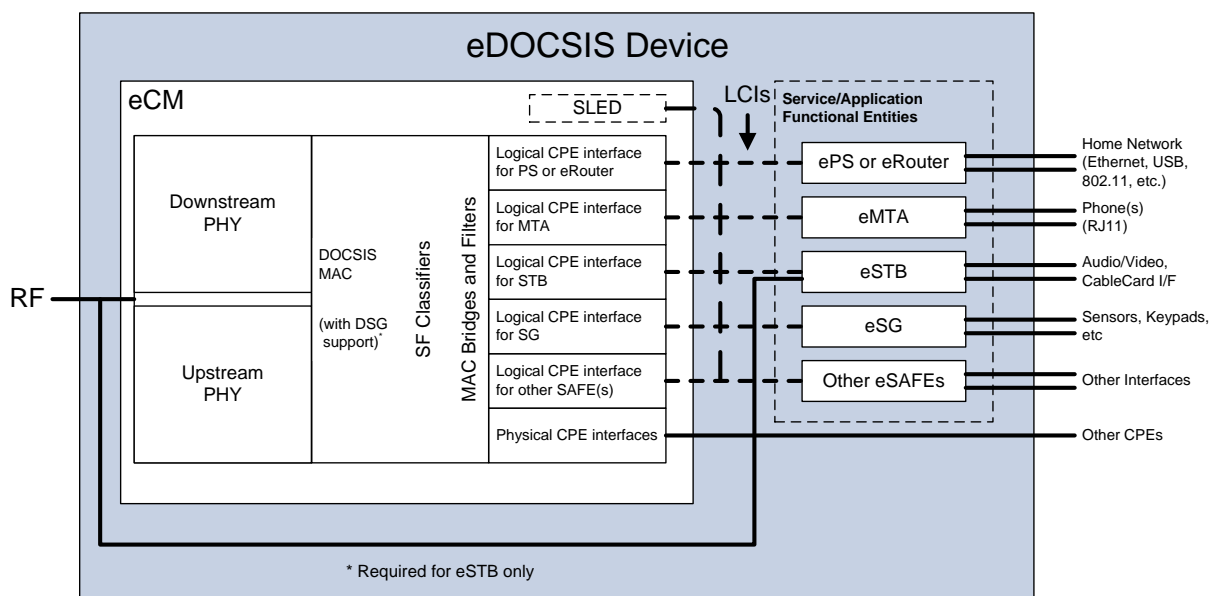 eDOCSIS Device
eCM
SLED
LCIs
Service/Application
Functional Entities
Downstream
PHY
Upstream
PHY
DOCSIS
MAC
(with DSG
support)*
SF Classifiers
MAC Bridges and Filters
Logical CPE interface
for PS or eRouter
Logical CPE interface
for MTA
Logical CPE interface
for STB
Logical CPE interface
for SG
Logical CPE interface
for other SAFE(s)
Physical CPE interfaces
ePS or eRouter
eMTA
eSTB
eSG
Other eSAFEs
Home Network
(Ethernet, USB,
802.11, etc.)
Phone(s)
(RJ11)
Audio/Video,
CableCard I/F
Sensors, Keypads,
etc
Other Interfaces
Other CPEs
RF
* Required for eSTB only